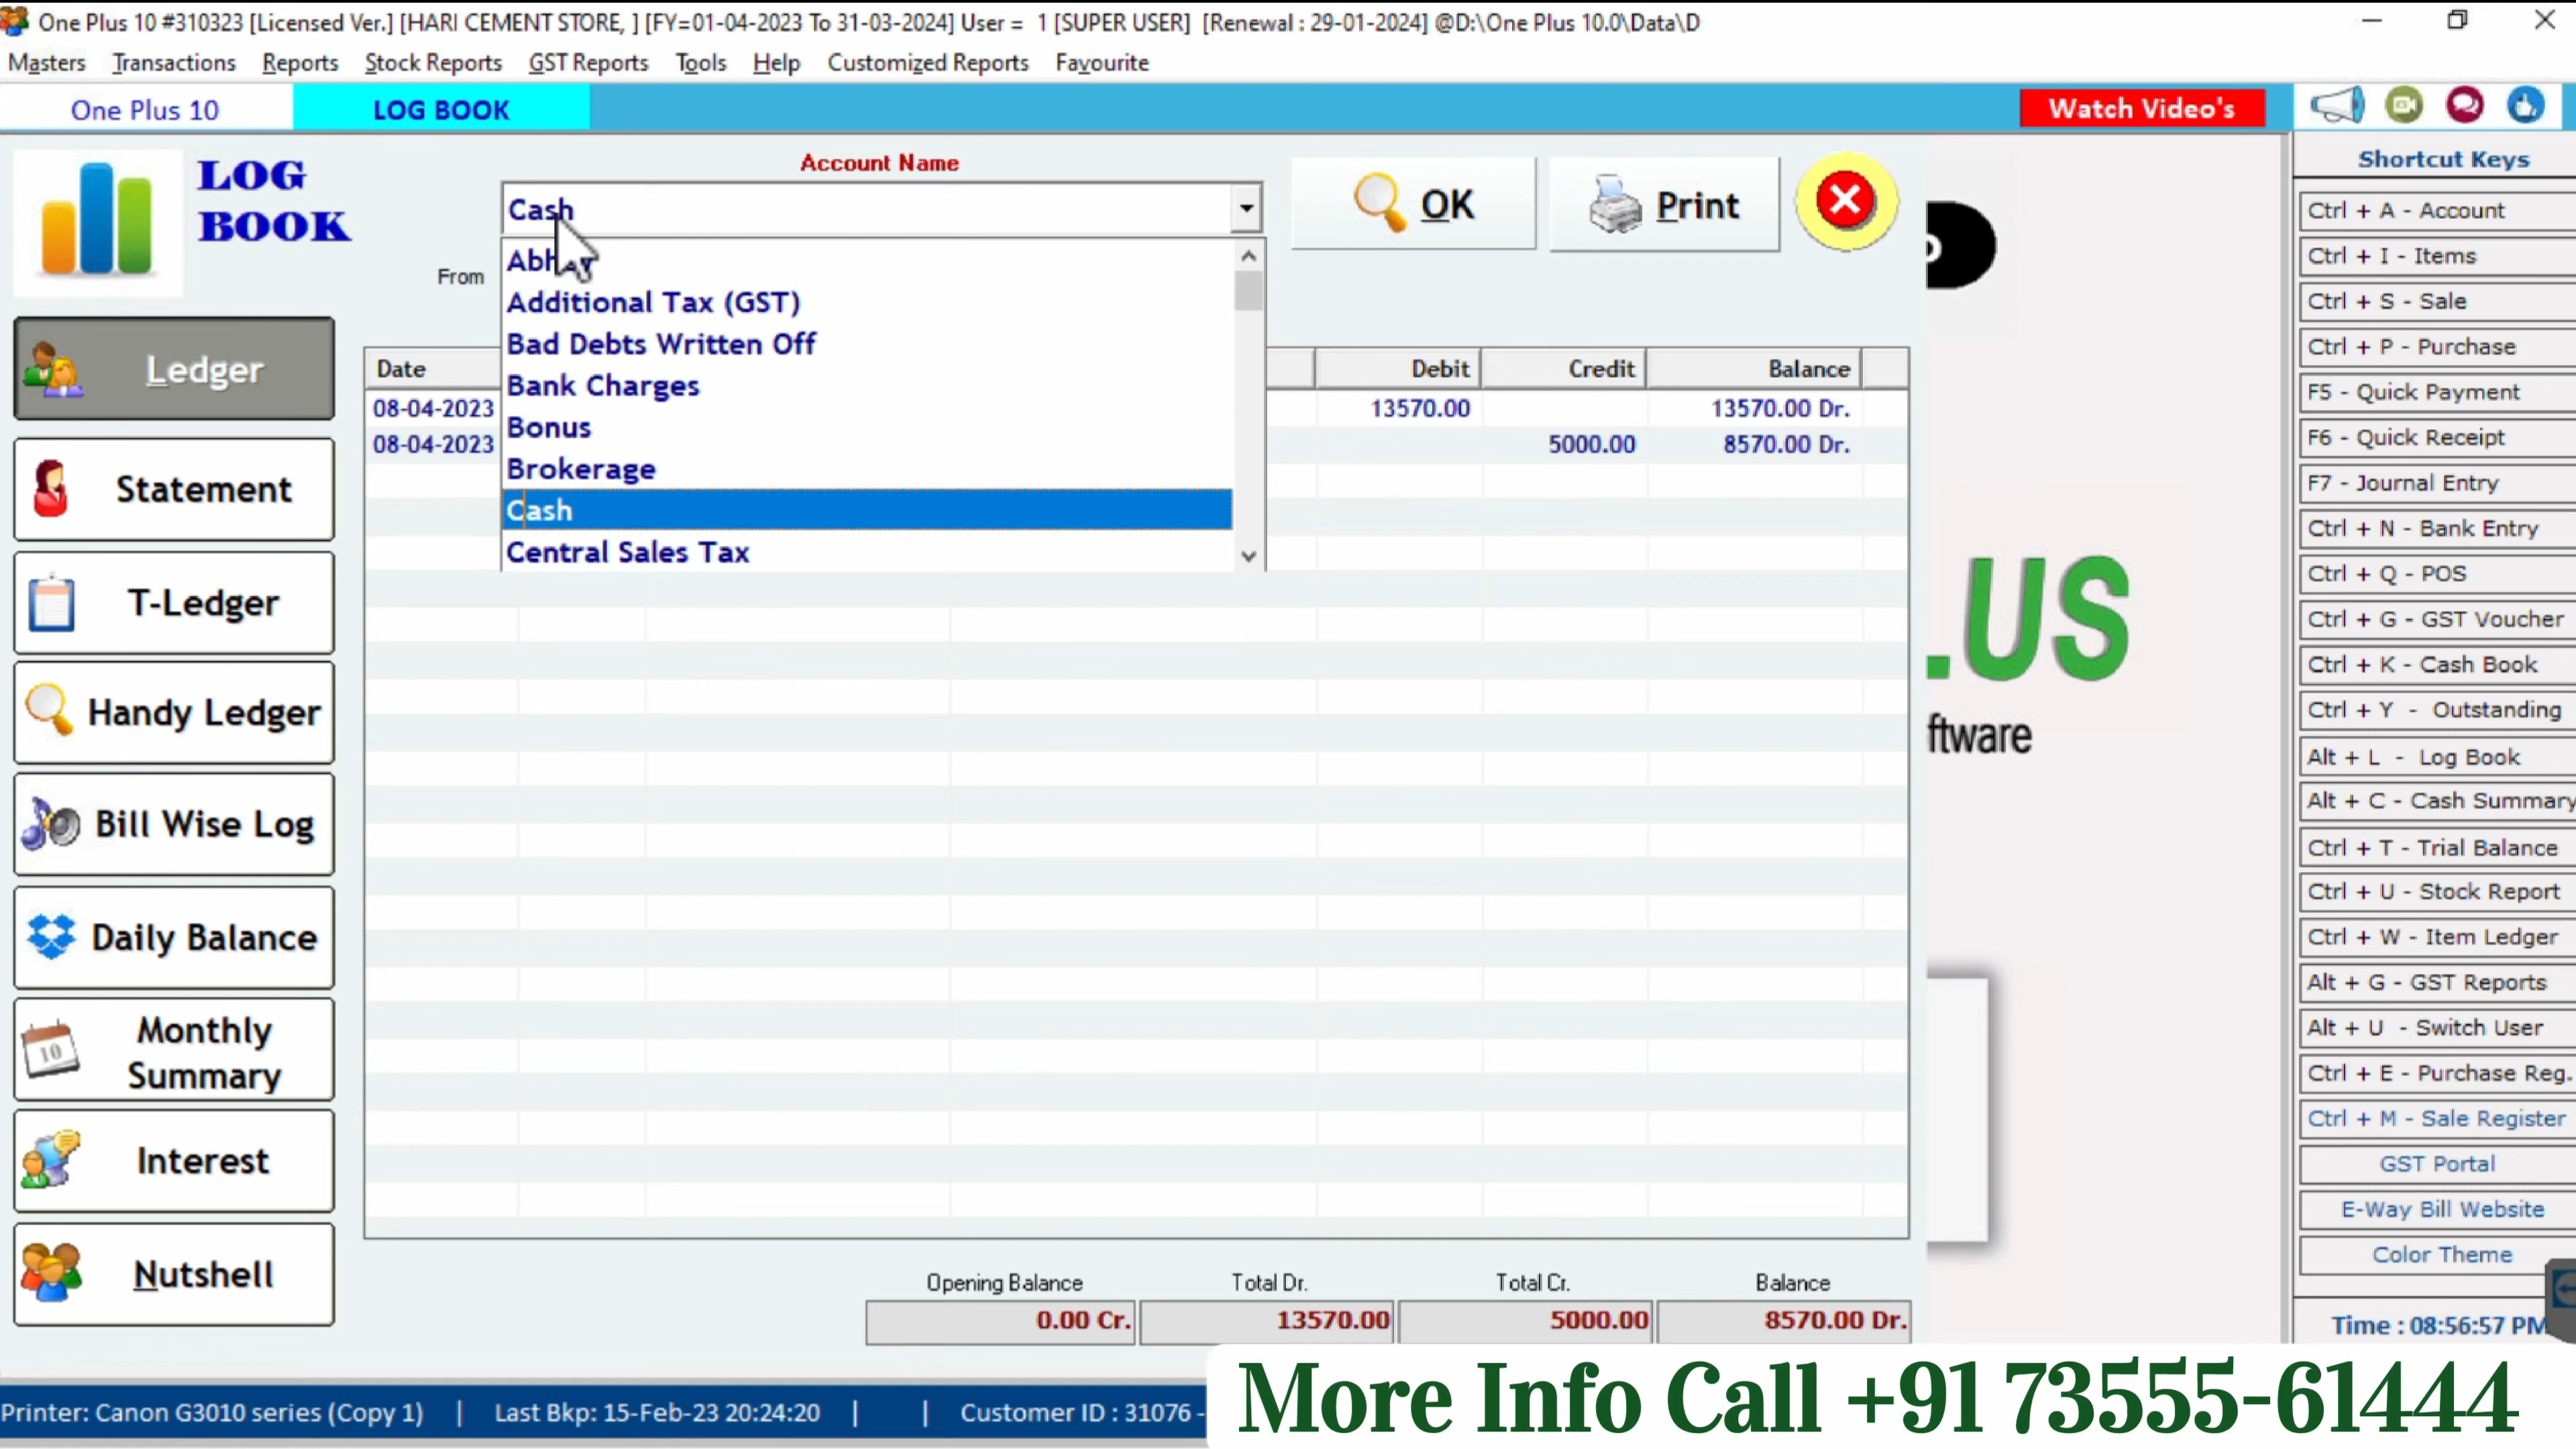 One Plus 10 #310323 [Licensed Ver.] [HARI CEMENT STORE, ] [FY=01-04-2023 To 31-03-2024] User = 1 [SUPER USER] [Renewal : 29-01-2024] @D:\One Plus 10.0\Data\D
Masters Transactions Reports Stock Reports GST Reports Tools Help Customized Reports Favourite
One Plus 10 LOG BOOK Watch Video's
LOG
BOOK
Account Name
Cash
OK
Print
From
Additional Tax (GST)
Bad Debts Written Off
Bank Charges
Bonus
Brokerage
Cash
Central Sales Tax
Date Debit Credit Balance
08-04-2023 13570.00 13570.00 Dr.
08-04-2023 5000.00 8570.00 Dr.
Ledger
Statement
T-Ledger
Handy Ledger
Bill Wise Log
Daily Balance
10
Monthly
Summary
Interest
Nutshell
.US
ftware
Opening Balance Total Dr. Total Cr. Balance
0.00 Cr. 13570.00 5000.00 8570.00 Dr.
Shortcut Keys
Ctrl + A - Account
Ctrl + I - Items
Ctrl + S - Sale
Ctrl + P - Purchase
F5 - Quick Payment
F6 - Quick Receipt
F7 - Journal Entry
Ctrl + N - Bank Entry
Ctrl + Q - POS
Ctrl + G - GST Voucher
Ctrl + K - Cash Book
Ctrl + Y - Outstanding
Alt + L - Log Book
Alt + C - Cash Summary
Ctrl + T - Trial Balance
Ctrl + U - Stock Report
Ctrl + W - Item Ledger
Alt + G - GST Reports
Alt + U - Switch User
Ctrl + E - Purchase Reg.
Ctrl + M - Sale Register
GST Portal
E-Way Bill Website
Color Theme
Time : 08:56:57 PM
Printer: Canon G3010 series (Copy 1) | Last Bkp: 15-Feb-23 20:24:20 | | Customer ID : 31076 -
More Info Call +91 73555-61444